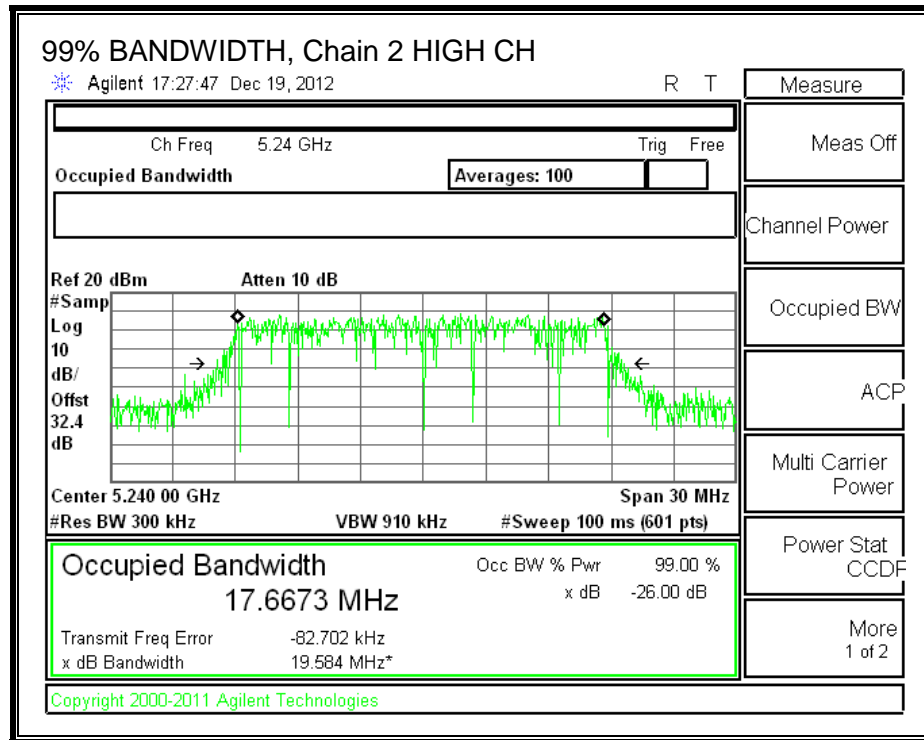 99% BANDWIDTH, Chain 2 HIGH CH
Agilent 17:27:47 Dec 19, 2012 R T
Measure
Ch Freq 5.24 GHz Trig Free
Occupied Bandwidth Averages: 100
Meas Off
Channel Power
Occupied BW
ACP
Multi Carrier
Power
Power Stat
CCDF
More
1 of 2
Ref 20 dBm Atten 10 dB
#Samp
Log
10
dB/
Offst
32.4
dB
Center 5.240 00 GHz Span 30 MHz
#Res BW 300 kHz VBW 910 kHz #Sweep 100 ms (601 pts)
Occupied Bandwidth Occ BW % Pwr 99.00 %
17.6673 MHz x dB -26.00 dB
Transmit Freq Error -82.702 kHz
x dB Bandwidth 19.584 MHz*
Copyright 2000-2011 Agilent Technologies